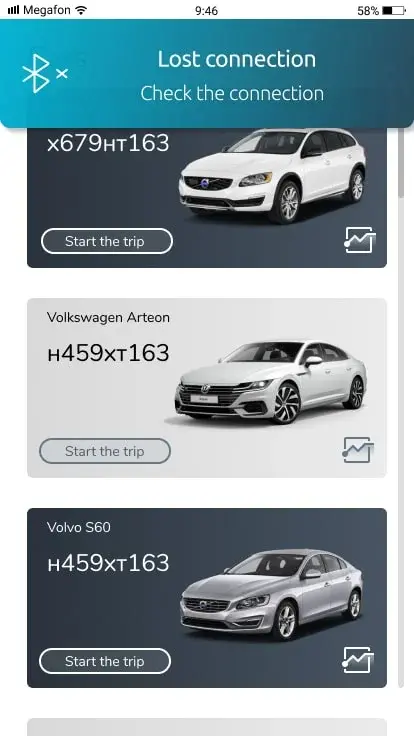 Megafon
9:46
58%
Lost connection
Check the connection
х679нт163
Start the trip
Volkswagen Arteon
н459хт163
Start the trip
Volvo S60
н459хт163
Start the trip